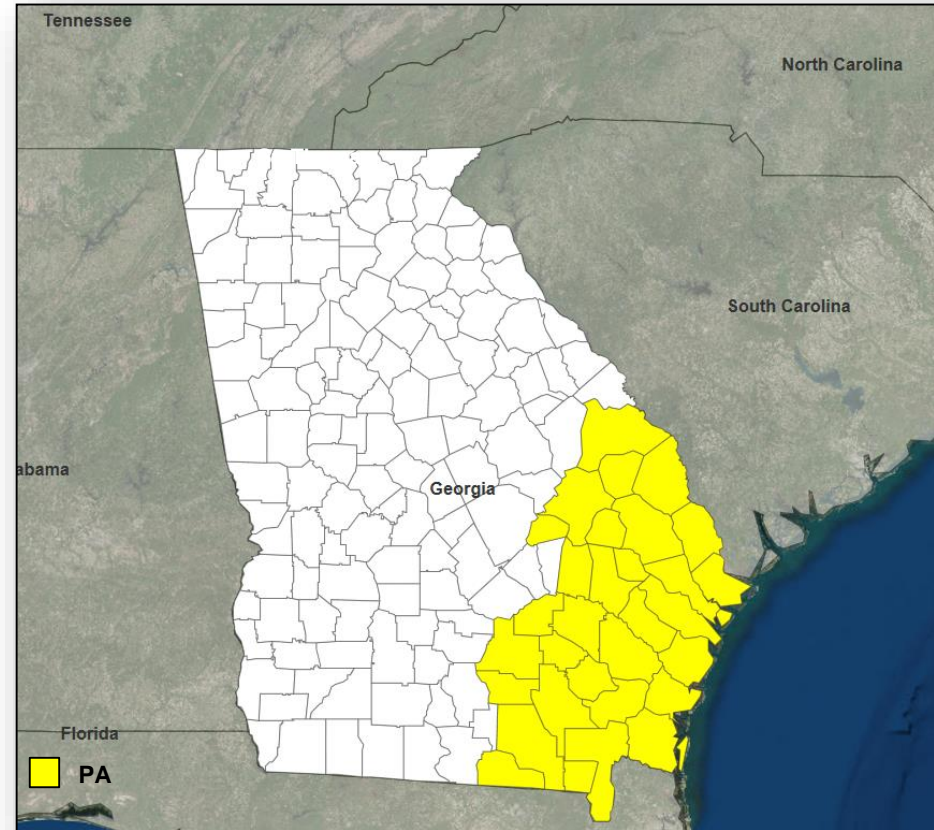 Tennessee
North Carolina
South Carolina
abama
Georgia
Florida
PA